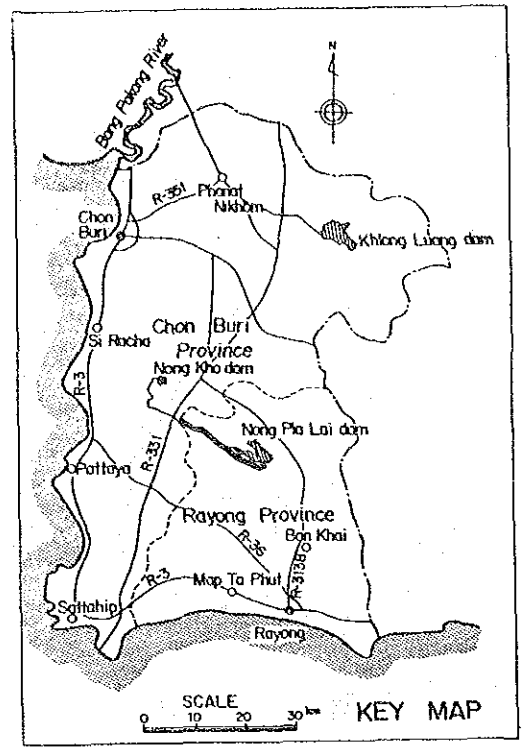 N
Bang Pakong River
R-351
Phanat
Nikhom
Chon
Buri
Khlong Luang dam
Chon Buri
Province
Si Racha
Nong Kho dam
R-3
R-331
Nong Pla Lai dam
Pattaya
Rayong Province
Ban Khai
R-36
R-3
Map Ta Phut
R-3138
Sattahip
Rayong
SCALE
0 10 20 30 km
KEY MAP